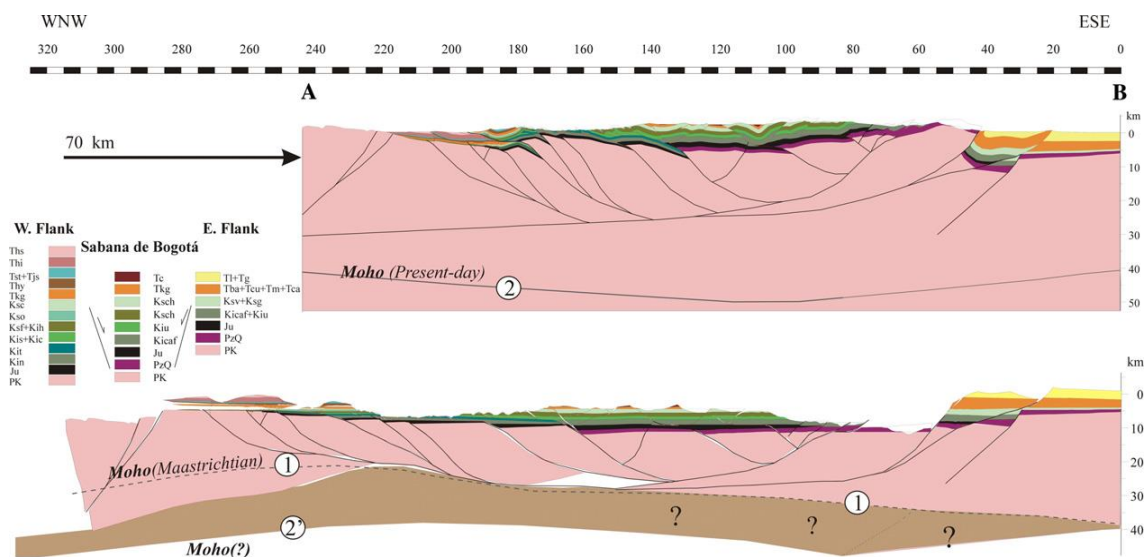 WNW ESE
320 300 280 260 240 220 200 180 160 140 120 100 80 60 40 20 0
A B
km
0
10
20
30
40
50
70 km
Moho (Present-day)
2
W. Flank
Ths
Thi
Tst+Tjs
Thy
Tkg
Ksc
Kso
Ksf+Kih
Kis+Kic
Kit
Kin
Ju
PK
Sabana de Bogotá
Tc
Tkg
Ksch
Ksch
Kiu
Kicaf
Ju
PzQ
PK
E. Flank
Tl+Tg
Tba+Tcu+Tm+Tca
Ksv+Ksg
Kicaf+Kiu
Ju
PzQ
PK
km
0
10
20
30
40
Moho(Maastrichtian)
1
1
2'
? ? ?
Moho(?)